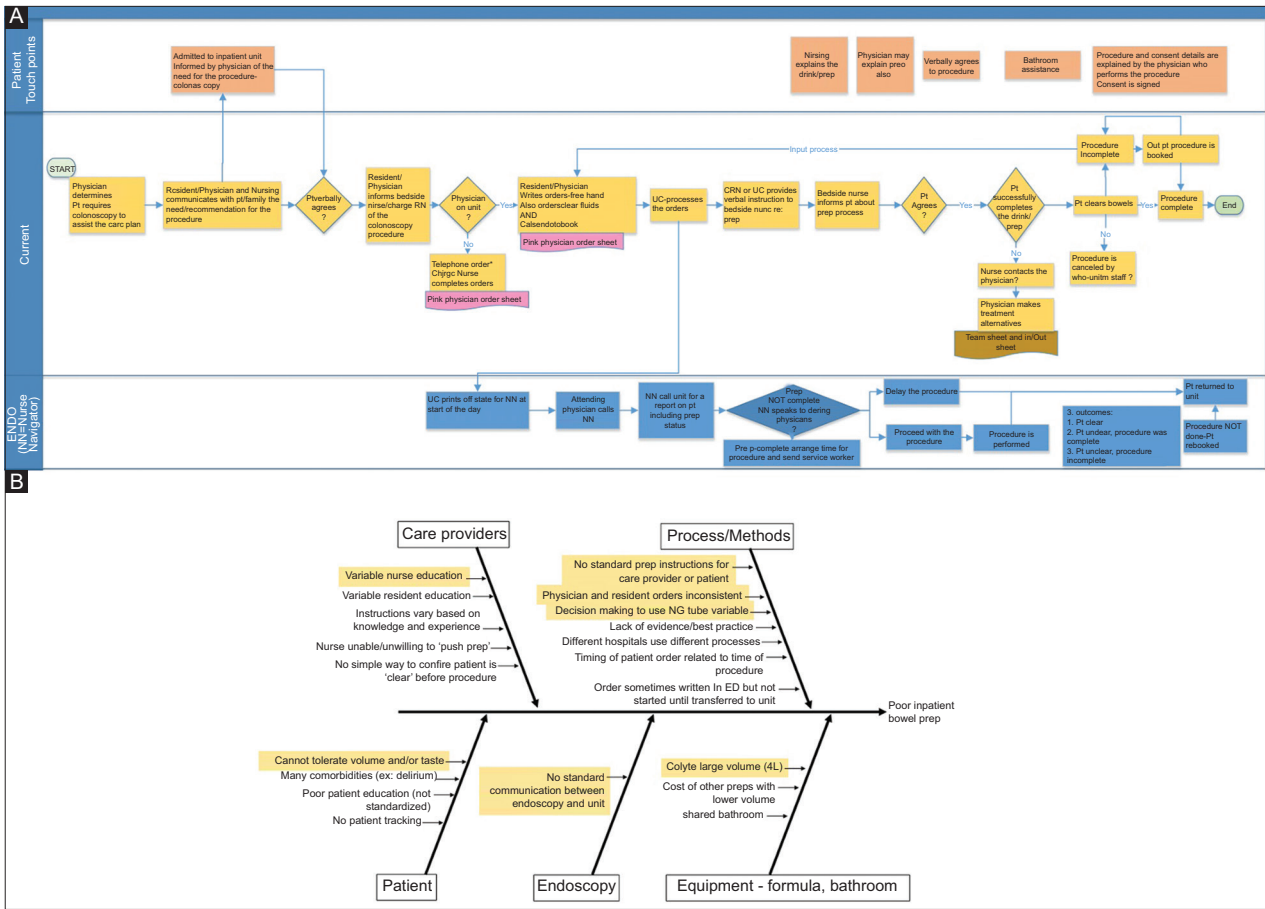 A
Patient
Touch points
Admitted to inpatient unit
Informed by physician of the
need for the procedure-
colonas copy
Nirsing
explains the
drink/prep
Physician may
explain preo
also
Verbally agrees
to procedure
Bathroom
assistance
Procedure and consent details are
explained by the physician who
performs the procedure
Consent is signed
Current
START
Physician
determines
Pt requires
colonoscopy to
assist the carc plan
Rcsident/Physician and Nursing
communicates with pt/family the
need/recommendation for the
procedure
Ptverbally
agrees
?
Resident/
Physician
informs bedside
nirse/charge RN
of the
colonoscopy
procedure
Physician
on unit
?
Yes
No
Telephone order*
Chjrgc Nurse
completes orders
Pink physician order sheet
Resident/Physician
Writes orders-free hand
Also ordersclear fluids
AND
Calsendotobook
Pink physician order sheet
Input process
UC-processes
the orders
CRN or UC provides
verbal instruction to
bedside nunc re:
prep
Bedside nurse
informs pt about
prep process
Pt
Agrees
?
Yes
Pt
successfully
completes
the drink/
prep
No
Nurse contacts the
physician?
Physician makes
treatment
alternatives
Team sheet and in/Out
sheet
Procedure
Incomplete
Out pt procedure is
booked
Pt clears bowels
Yes
Procedure
complete
End
No
Procedure is
canceled by
who-unitm staff ?
ENDO
(NN=Nurse
Navigator)
UC prints off state for NN at
start of the day
Attending
physician calls
NN
NN call unit for a
report on pt
including prep
status
Prep
NOT complete
NN speaks to dering
physicians
?
Pre p-complete arrange time for
procedure and send service worker
Delay the procedure
Proceed with the
procedure
Procedure is
performed
3. outcomes:
1. Pt clear
2. Pt undear, procedure was
complete
3. Pt unclear, procedure
incomplete
Pt returned to
unit
Procedure NOT
done-Pt
rebooked
B
Care providers
Variable nurse education
Variable resident education
Instructions vary based on
knowledge and experience
Nurse unable/unwilling to ‘push prep’
No simple way to confirm patient is
‘clear’ before procedure
Process/Methods
No standard prep instructions for
care provider or patient
Physician and resident orders inconsistent
Decision making to use NG tube variable
Lack of evidence/best practice
Different hospitals use different processes
Timing of patient order related to time of
procedure
Order sometimes written In ED but not
started until transferred to unit
Poor inpatient
bowel prep
Cannot tolerate volume and/or taste
Many comorbidities (ex: delirium)
Poor patient education (not
standardized)
No patient tracking
Patient
No standard
communication between
endoscopy and unit
Endoscopy
Colyte large volume (4L)
Cost of other preps with
lower volume
shared bathroom
Equipment - formula, bathroom